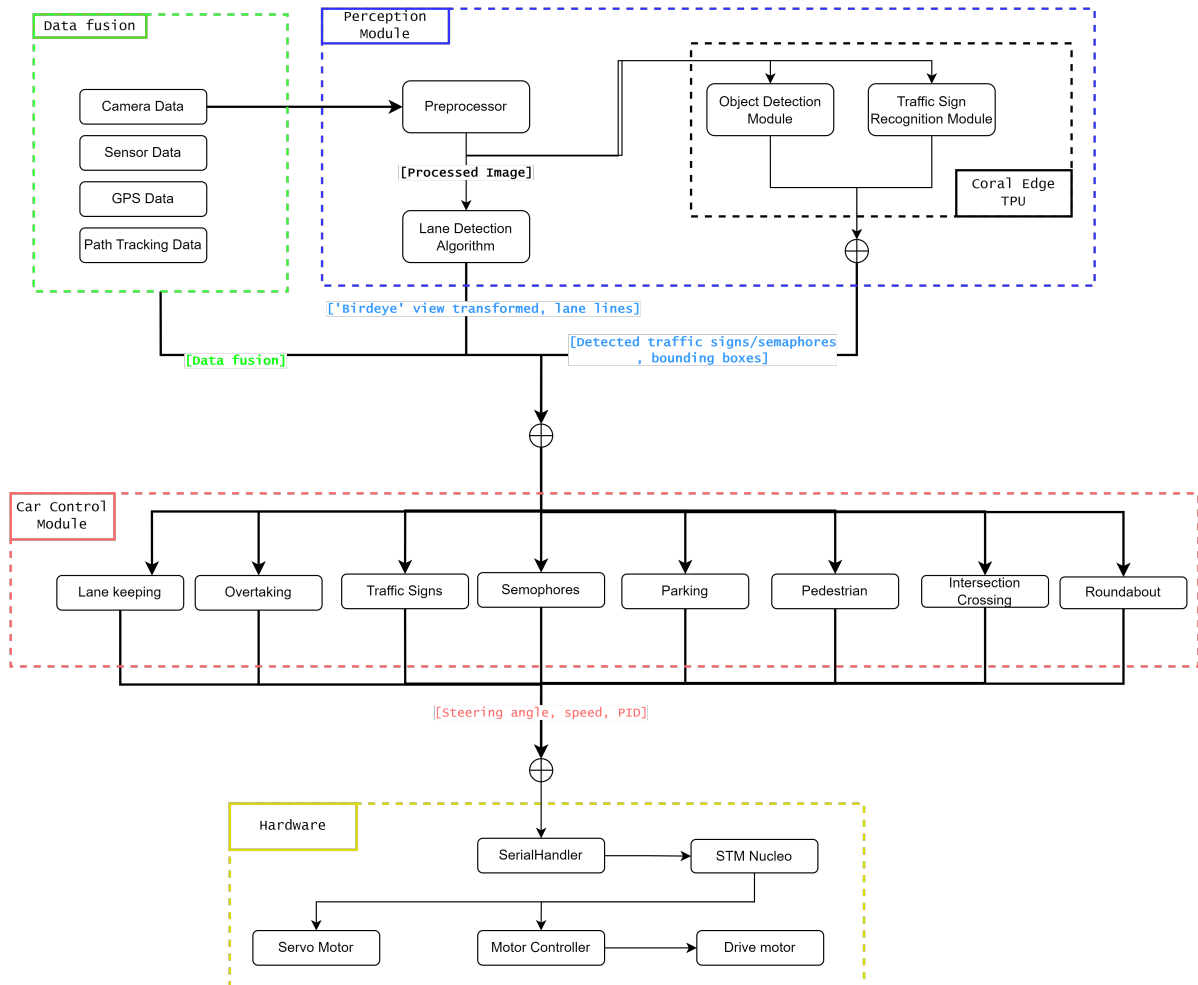 Data fusion
Perception
Module
Camera Data
Sensor Data
GPS Data
Path Tracking Data
Preprocessor
[Processed Image]
Lane Detection
Algorithm
Object Detection
Module
Traffic Sign
Recognition Module
Coral Edge
TPU
['Birdeye' view transformed, lane lines]
[Data fusion]
[Detected traffic signs/semaphores
, bounding boxes]
Car Control
Module
Lane keeping
Overtaking
Traffic Signs
Semophores
Parking
Pedestrian
Intersection
Crossing
Roundabout
[Steering angle, speed, PID]
Hardware
SerialHandler
STM Nucleo
Servo Motor
Motor Controller
Drive motor